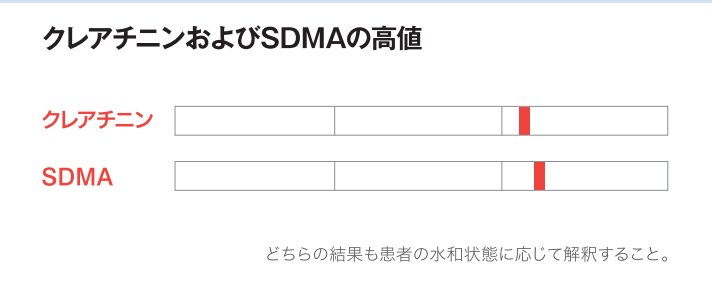 クレアチニンおよびSDMAの高値
クレアチニン
SDMA
どちらの結果も患者の水和状態に応じて解釈すること。